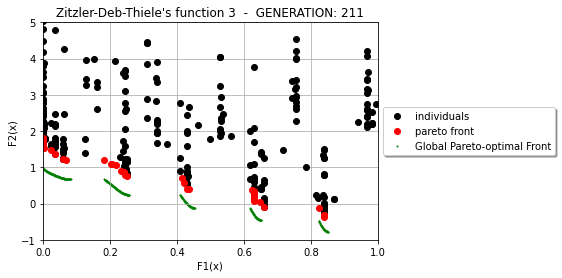 Zitzler-Deb-Thiele's function 3 - GENERATION: 211
5
4
3
2
1
0
−1
F2(x)
0.0 0.2 0.4 0.6 0.8 1.0
F1(x)
individuals
pareto front
Global Pareto-optimal Front